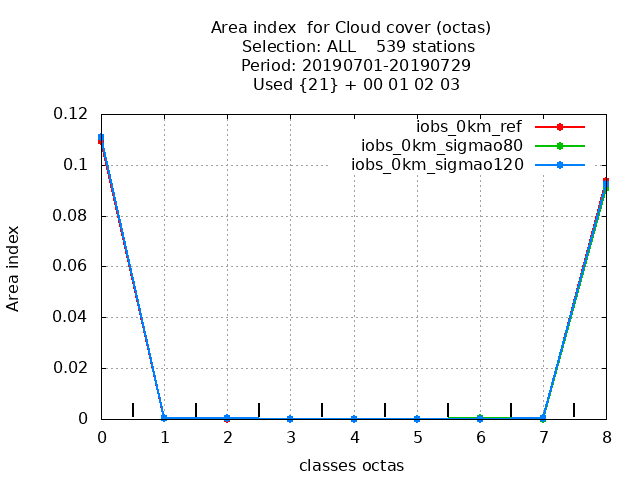 Area index  for Cloud cover (octas)
Selection: ALL    539 stations
Period: 20190701-20190729
Used {21} + 00 01 02 03
iobs_0km_ref
iobs_0km_sigmao80
iobs_0km_sigmao120
0.12
0.1
0.08
0.06
0.04
0.02
0
Area index
0 1 2 3 4 5 6 7 8
classes octas